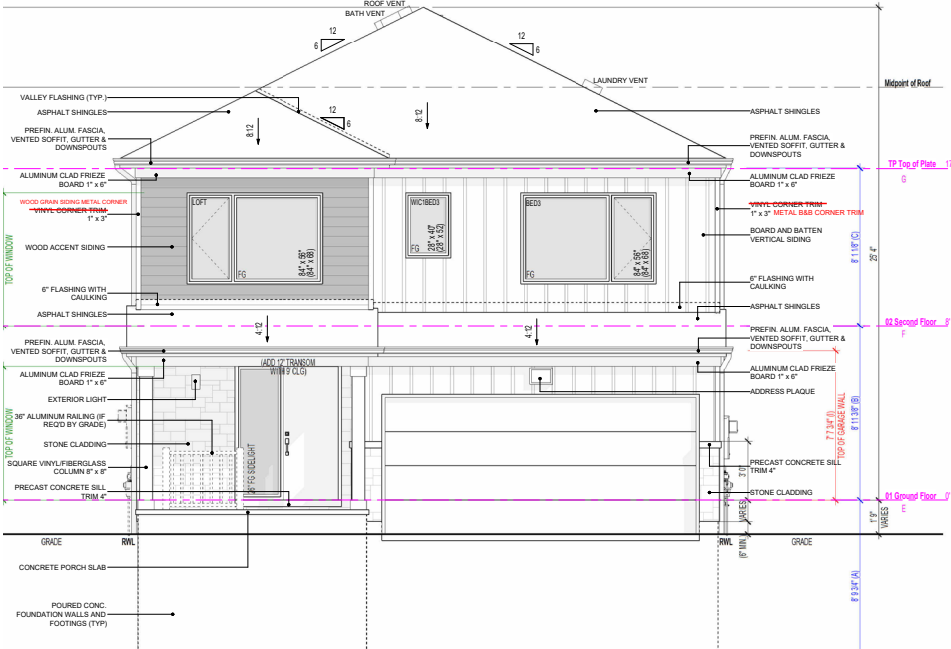 ROOF VENT
BATH VENT
12
6
12
6
Midpoint of Roof
LAUNDRY VENT
VALLEY FLASHING (TYP.)
ASPHALT SHINGLES
12
6
8:12
8:12
ASPHALT SHINGLES
PREFIN. ALUM. FASCIA,
VENTED SOFFIT, GUTTER &
DOWNSPOUTS
PREFIN. ALUM. FASCIA,
VENTED SOFFIT, GUTTER &
DOWNSPOUTS
TP Top of Plate
G
ALUMINUM CLAD FRIEZE
BOARD 1" x 6"
ALUMINUM CLAD FRIEZE
BOARD 1" x 6"
WOOD GRAIN SIDING METAL CORNER
VINYL CORNER TRIM
1" x 3"
VINYL CORNER TRIM
1" x 3" METAL B&B CORNER TRIM
LOFT
FG
84" x 56"
(84" x 68")
WIC1BED3
FG
28" x 40"
(28" x 52")
BED3
FG
84" x 56"
(84" x 68")
WOOD ACCENT SIDING
BOARD AND BATTEN
VERTICAL SIDING
TOP OF WINDOW
8' 1 1/8" (C)
25' 4"
6" FLASHING WITH
CAULKING
6" FLASHING WITH
CAULKING
ASPHALT SHINGLES
ASPHALT SHINGLES
4:12
4:12
02 Second Floor
F
PREFIN. ALUM. FASCIA,
VENTED SOFFIT, GUTTER &
DOWNSPOUTS
PREFIN. ALUM. FASCIA,
VENTED SOFFIT, GUTTER &
DOWNSPOUTS
ALUMINUM CLAD FRIEZE
BOARD 1" x 6"
ALUMINUM CLAD FRIEZE
BOARD 1" x 6"
(ADD 12" TRANSOM
W/M 9' CLG)
EXTERIOR LIGHT
ADDRESS PLAQUE
36" ALUMINUM RAILING (IF
REQ'D BY GRADE)
TOP OF WINDOW
STONE CLADDING
SQUARE VINYL/FIBERGLASS
COLUMN 8" x 8"
PRECAST CONCRETE SILL
TRIM 4"
FG SIDELIGHT
7' 7 3/4" (I)
TOP OF GARAGE WALL
8' 11 3/8" (B)
PRECAST CONCRETE SILL
TRIM 4"
STONE CLADDING
3' 0"
01 Ground Floor
E
VARIES
1' 9"
VARIES
(6" MIN.)
GRADE
RWL
RWL
GRADE
CONCRETE PORCH SLAB
8' 9 3/4" (A)
POURED CONC.
FOUNDATION WALLS AND
FOOTINGS (TYP)